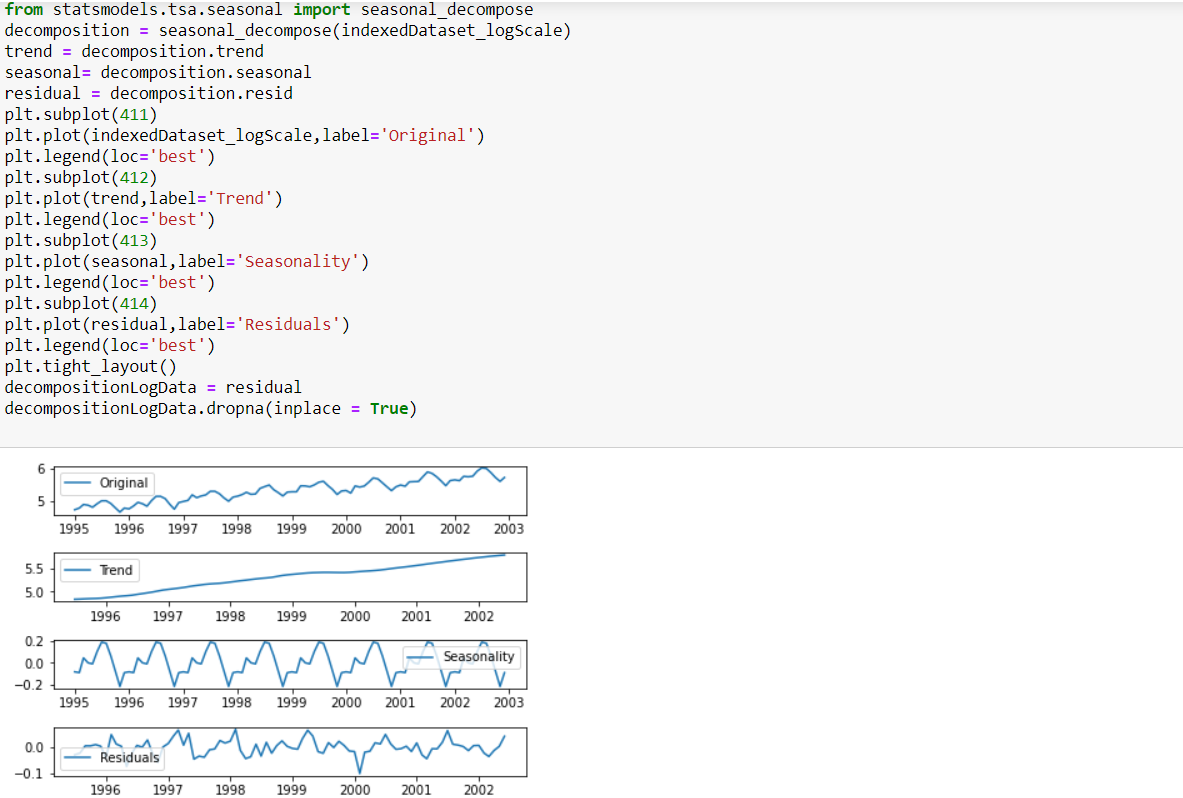 from statsmodels.tsa.seasonal import seasonal_decompose
decomposition = seasonal_decompose(indexedDataset_logScale)
trend = decomposition.trend
seasonal= decomposition.seasonal
residual = decomposition.resid
plt.subplot(411)
plt.plot(indexedDataset_logScale,label='Original')
plt.legend(loc='best')
plt.subplot(412)
plt.plot(trend,label='Trend')
plt.legend(loc='best')
plt.subplot(413)
plt.plot(seasonal,label='Seasonality')
plt.legend(loc='best')
plt.subplot(414)
plt.plot(residual,label='Residuals')
plt.legend(loc='best')
plt.tight_layout()
decompositionLogData = residual
decompositionLogData.dropna(inplace = True)
6
Original
5
1995 1996 1997 1998 1999 2000 2001 2002 2003
5.5
Trend
5.0
1996 1997 1998 1999 2000 2001 2002
0.2
Seasonality
0.0
−0.2
1995 1996 1997 1998 1999 2000 2001 2002 2003
0.0
Residuals
−0.1
1996 1997 1998 1999 2000 2001 2002